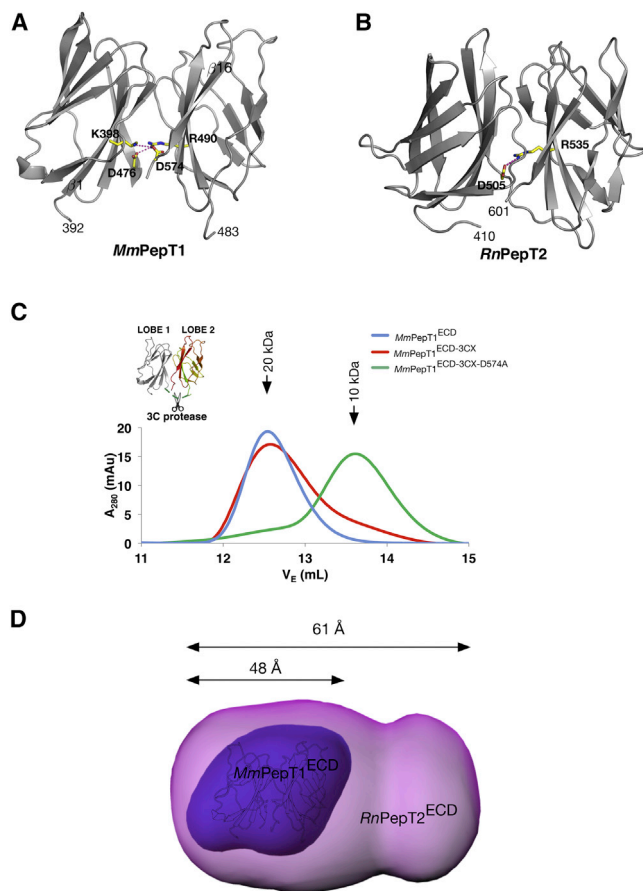 A
β16
K398
R490
D476
D574
β1
392
483
MmPepT1
B
R535
D505
601
410
RnPepT2
C
LOBE 1 LOBE 2
3C protease
20 kDa
10 kDa
MmPepT1ECD
MmPepT1ECD-3CX
MmPepT1ECD-3CX-D574A
20
15
10
5
0
A280 (mAu)
11 12 13 14 15
VE (mL)
D
61 Å
48 Å
MmPepT1ECD
RnPepT2ECD